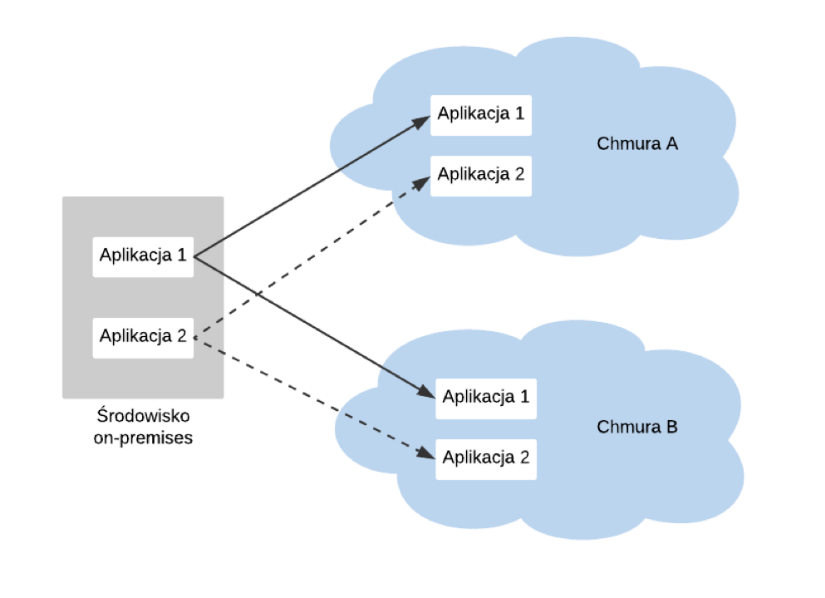 Aplikacja 1
Aplikacja 2
Chmura A
Aplikacja 1
Aplikacja 2
Środowisko
on-premises
Aplikacja 1
Aplikacja 2
Chmura B